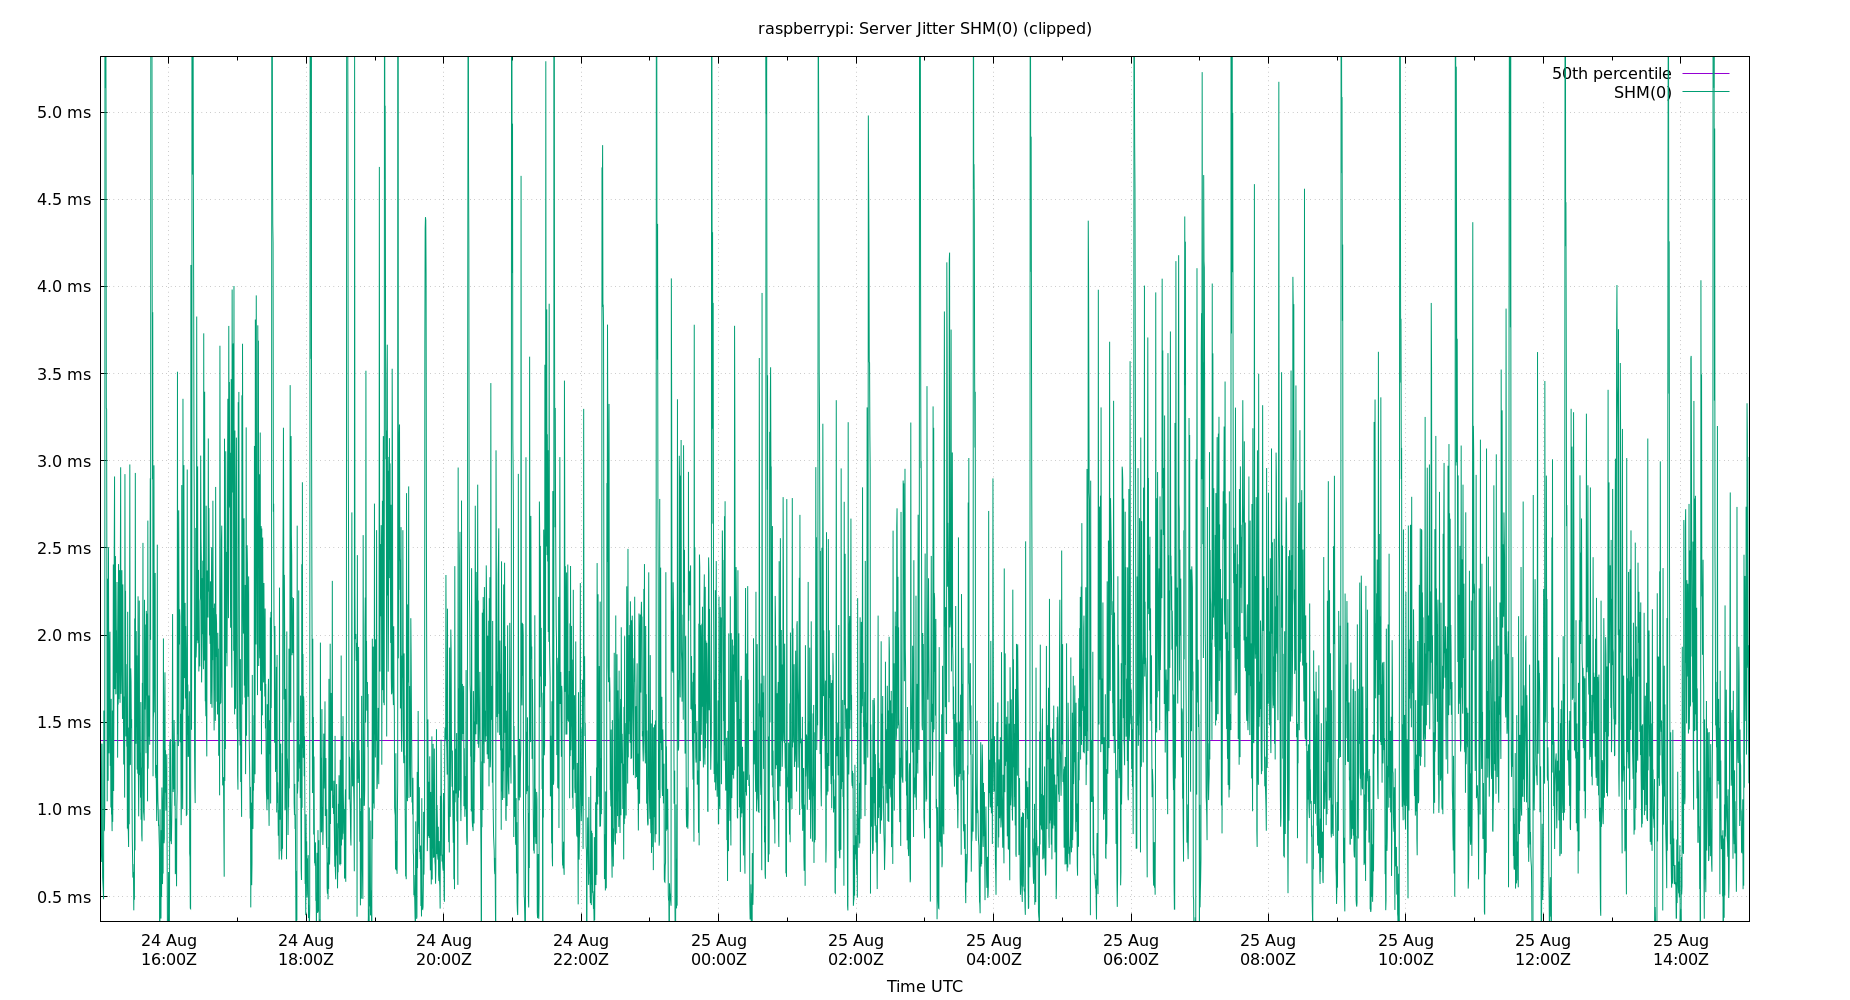 raspberrypi: Server Jitter SHM(0) (clipped)
50th percentile
SHM(0)
5.0 ms
4.5 ms
4.0 ms
3.5 ms
3.0 ms
2.5 ms
2.0 ms
1.5 ms
1.0 ms
0.5 ms
24 Aug 24 Aug 24 Aug 24 Aug 25 Aug 25 Aug 25 Aug 25 Aug 25 Aug 25 Aug 25 Aug 25 Aug
16:00Z 18:00Z 20:00Z 22:00Z 00:00Z 02:00Z 04:00Z 06:00Z 08:00Z 10:00Z 12:00Z 14:00Z
Time UTC